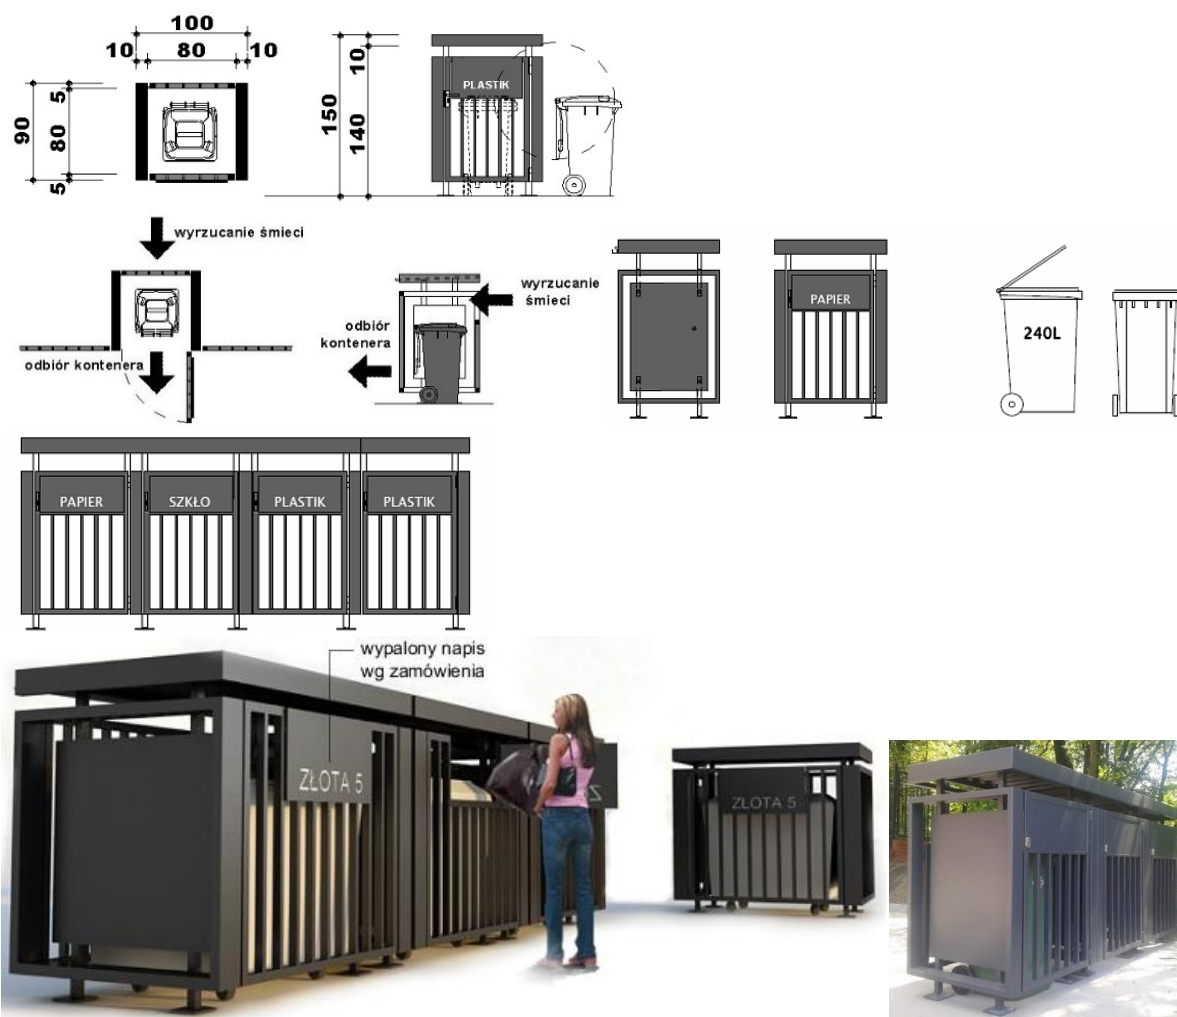 100
10 80 10
5
90
80
5
150
10
140
PLASTIK
wyrzucanie śmieci
odbiór kontenera
wyrzucanie
śmieci
odbiór
kontenera
PAPIER
240L
PAPIER
SZKŁO
PLASTIK
PLASTIK
wypalony napis
wg zamówienia
ZŁOTA 5
ZŁOTA 5